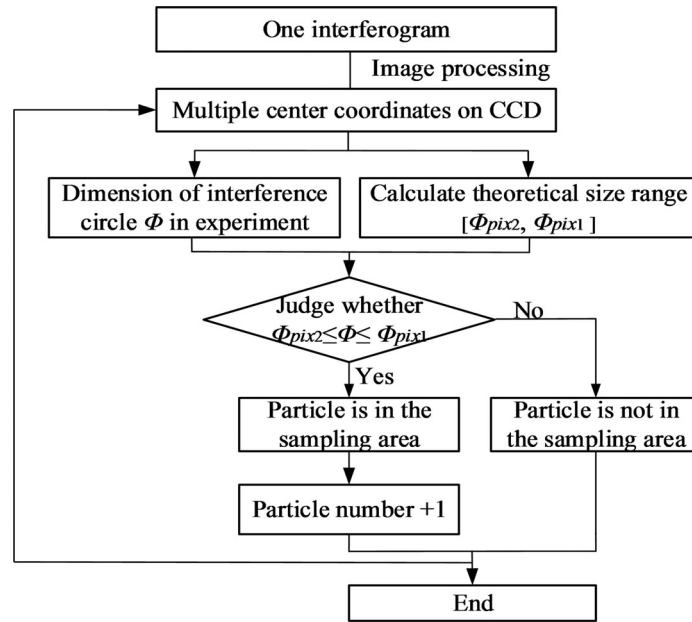 One interferogram
Image processing
Multiple center coordinates on CCD
Dimension of interference
circle Φ in experiment
Calculate theoretical size range
[Φpix2, Φpix1 ]
Judge whether
Φpix2≤Φ≤ Φpix1
No
Yes
Particle is in the
sampling area
Particle is not in
the sampling area
Particle number +1
End